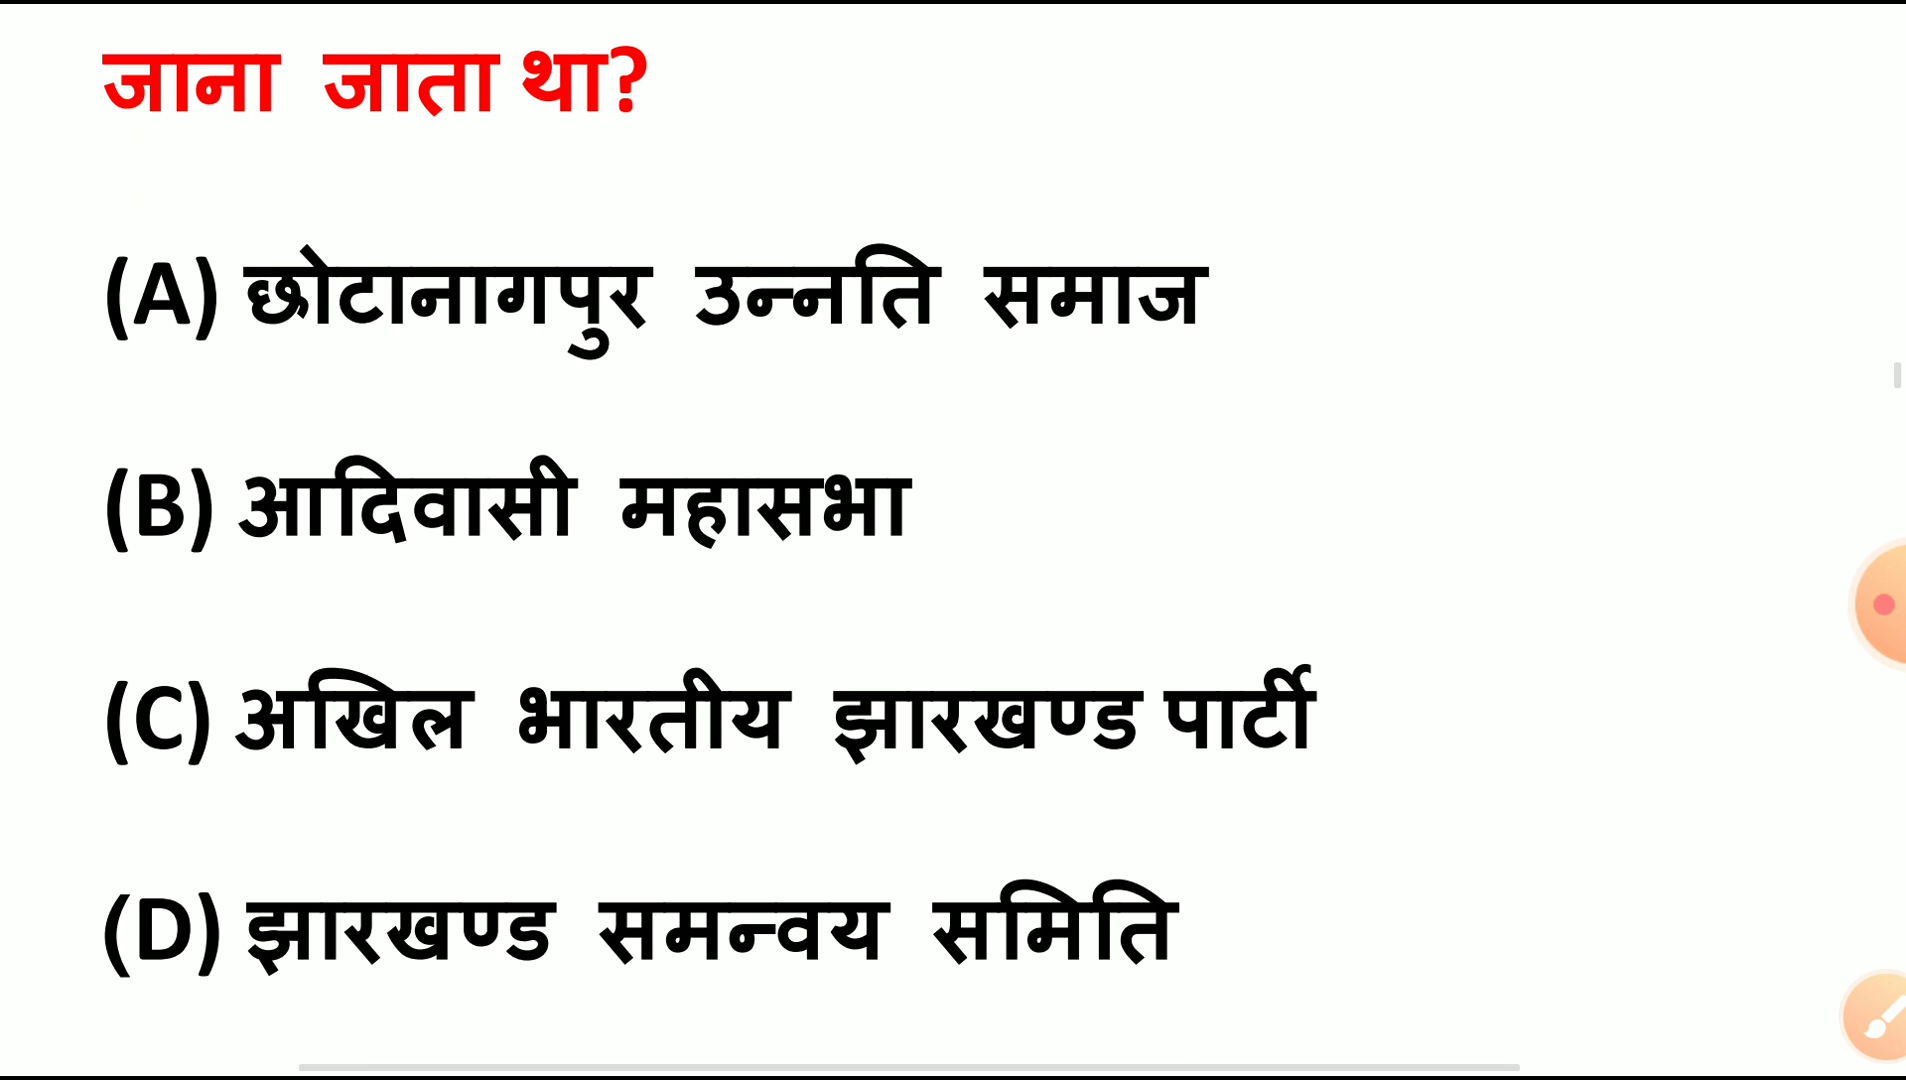 जाना जाता था?
(A) छोटानागपुर उन्नति समाज
(B) आदिवासी महासभा
(C) अखिल भारतीय झारखण्ड पार्टी
(D) झारखण्ड समन्वय समिति